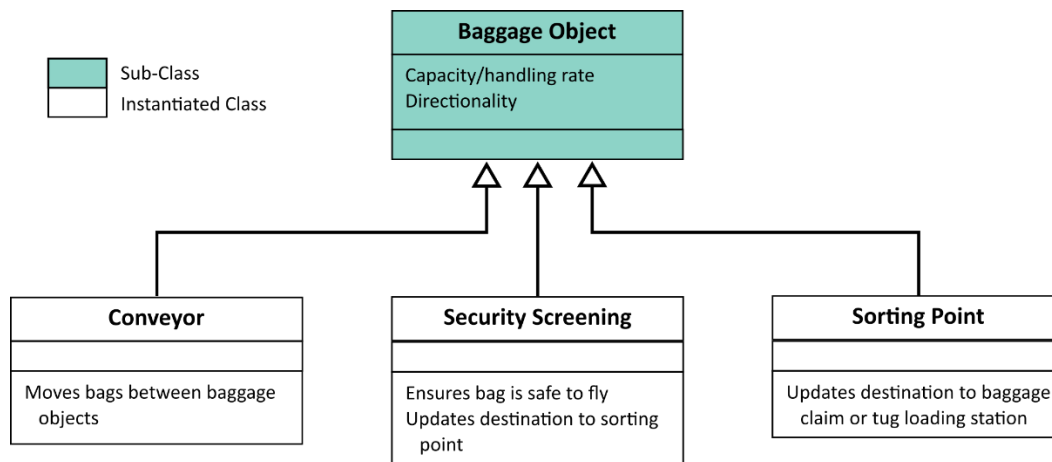 Baggage Object
Capacity/handling rate
Directionality
Sub-Class
Instantiated Class
Conveyor
Moves bags between baggage
objects
Security Screening
Ensures bag is safe to fly
Updates destination to sorting
point
Sorting Point
Updates destination to baggage
claim or tug loading station